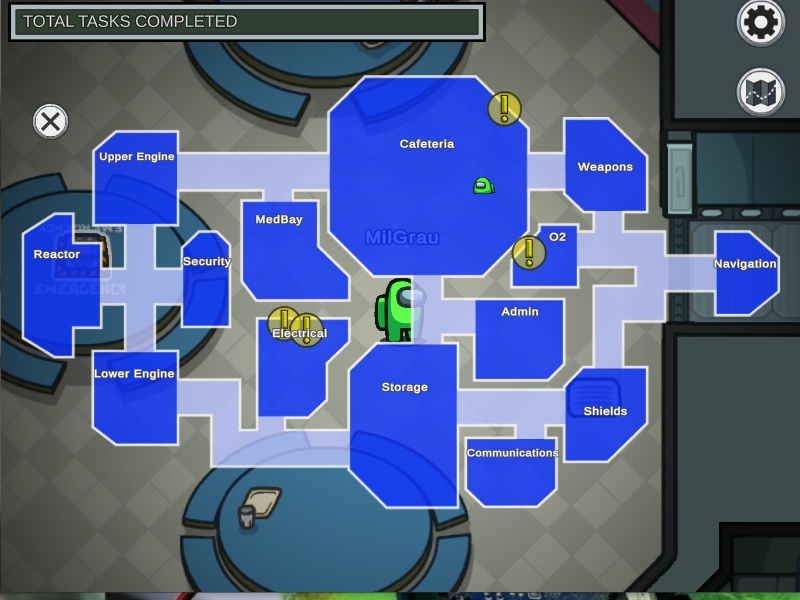 TOTAL TASKS COMPLETED
Cafeteria
Upper Engine
Weapons
MedBay
MilGrau
O2
Reactor
Security
Navigation
EMERGENCY
Admin
Electrical
Lower Engine
Storage
Shields
Communications